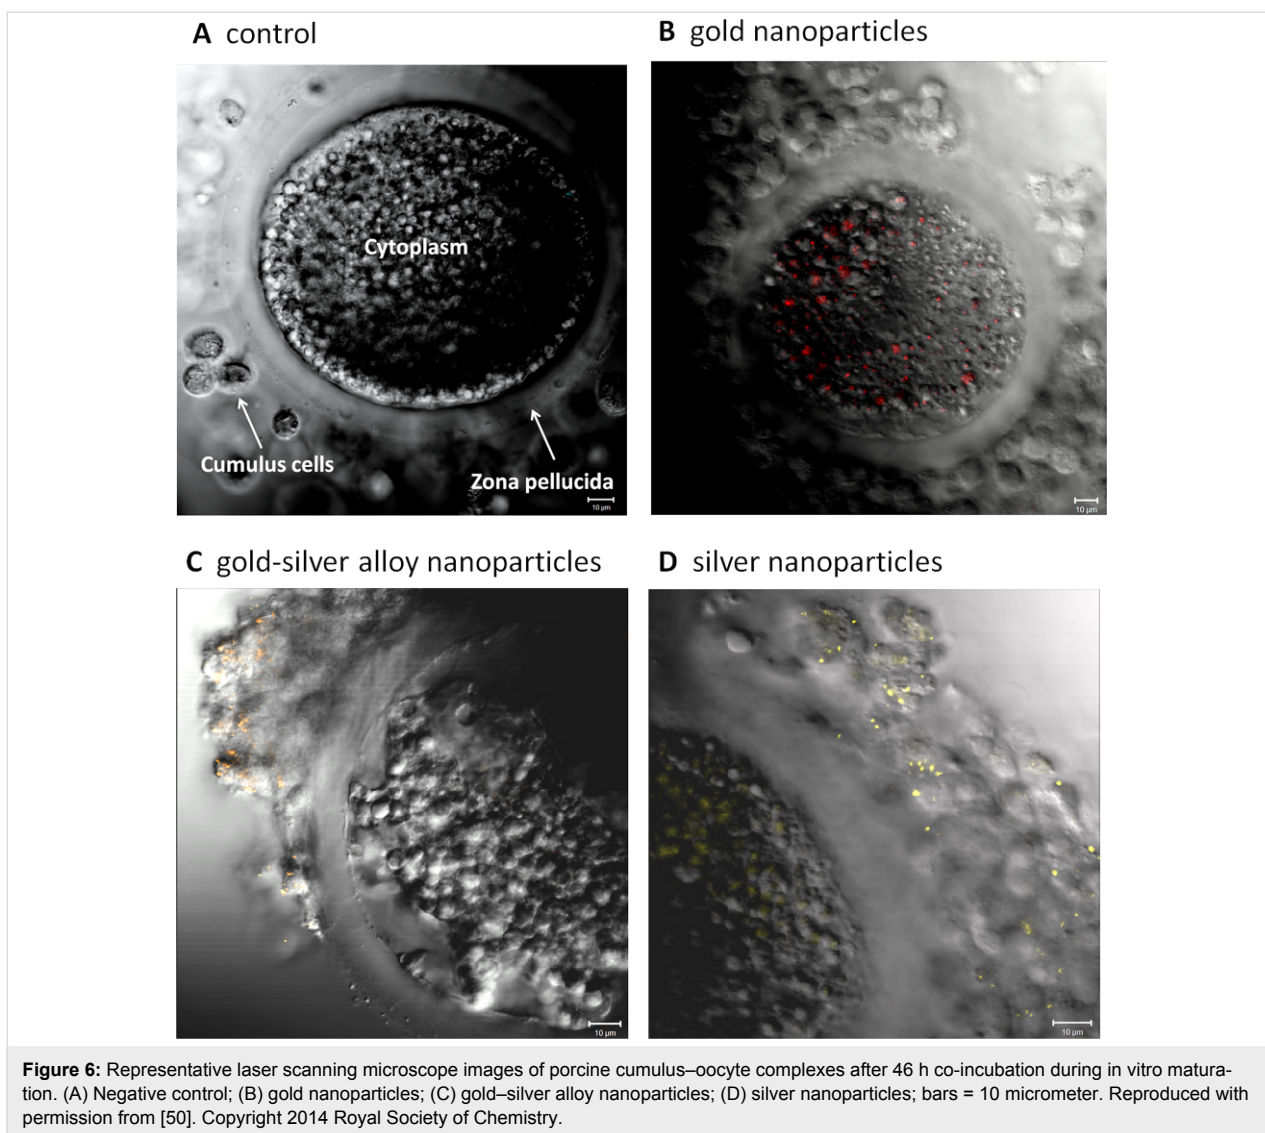 A control
B gold nanoparticles
Cytoplasm
Cumulus cells
Zona pellucida
10 µm
10 µm
C gold-silver alloy nanoparticles
D silver nanoparticles
10 µm
10 µm
Figure 6: Representative laser scanning microscope images of porcine cumulus–oocyte complexes after 46 h co-incubation during in vitro matura-
tion. (A) Negative control; (B) gold nanoparticles; (C) gold–silver alloy nanoparticles; (D) silver nanoparticles; bars = 10 micrometer. Reproduced with
permission from [50]. Copyright 2014 Royal Society of Chemistry.